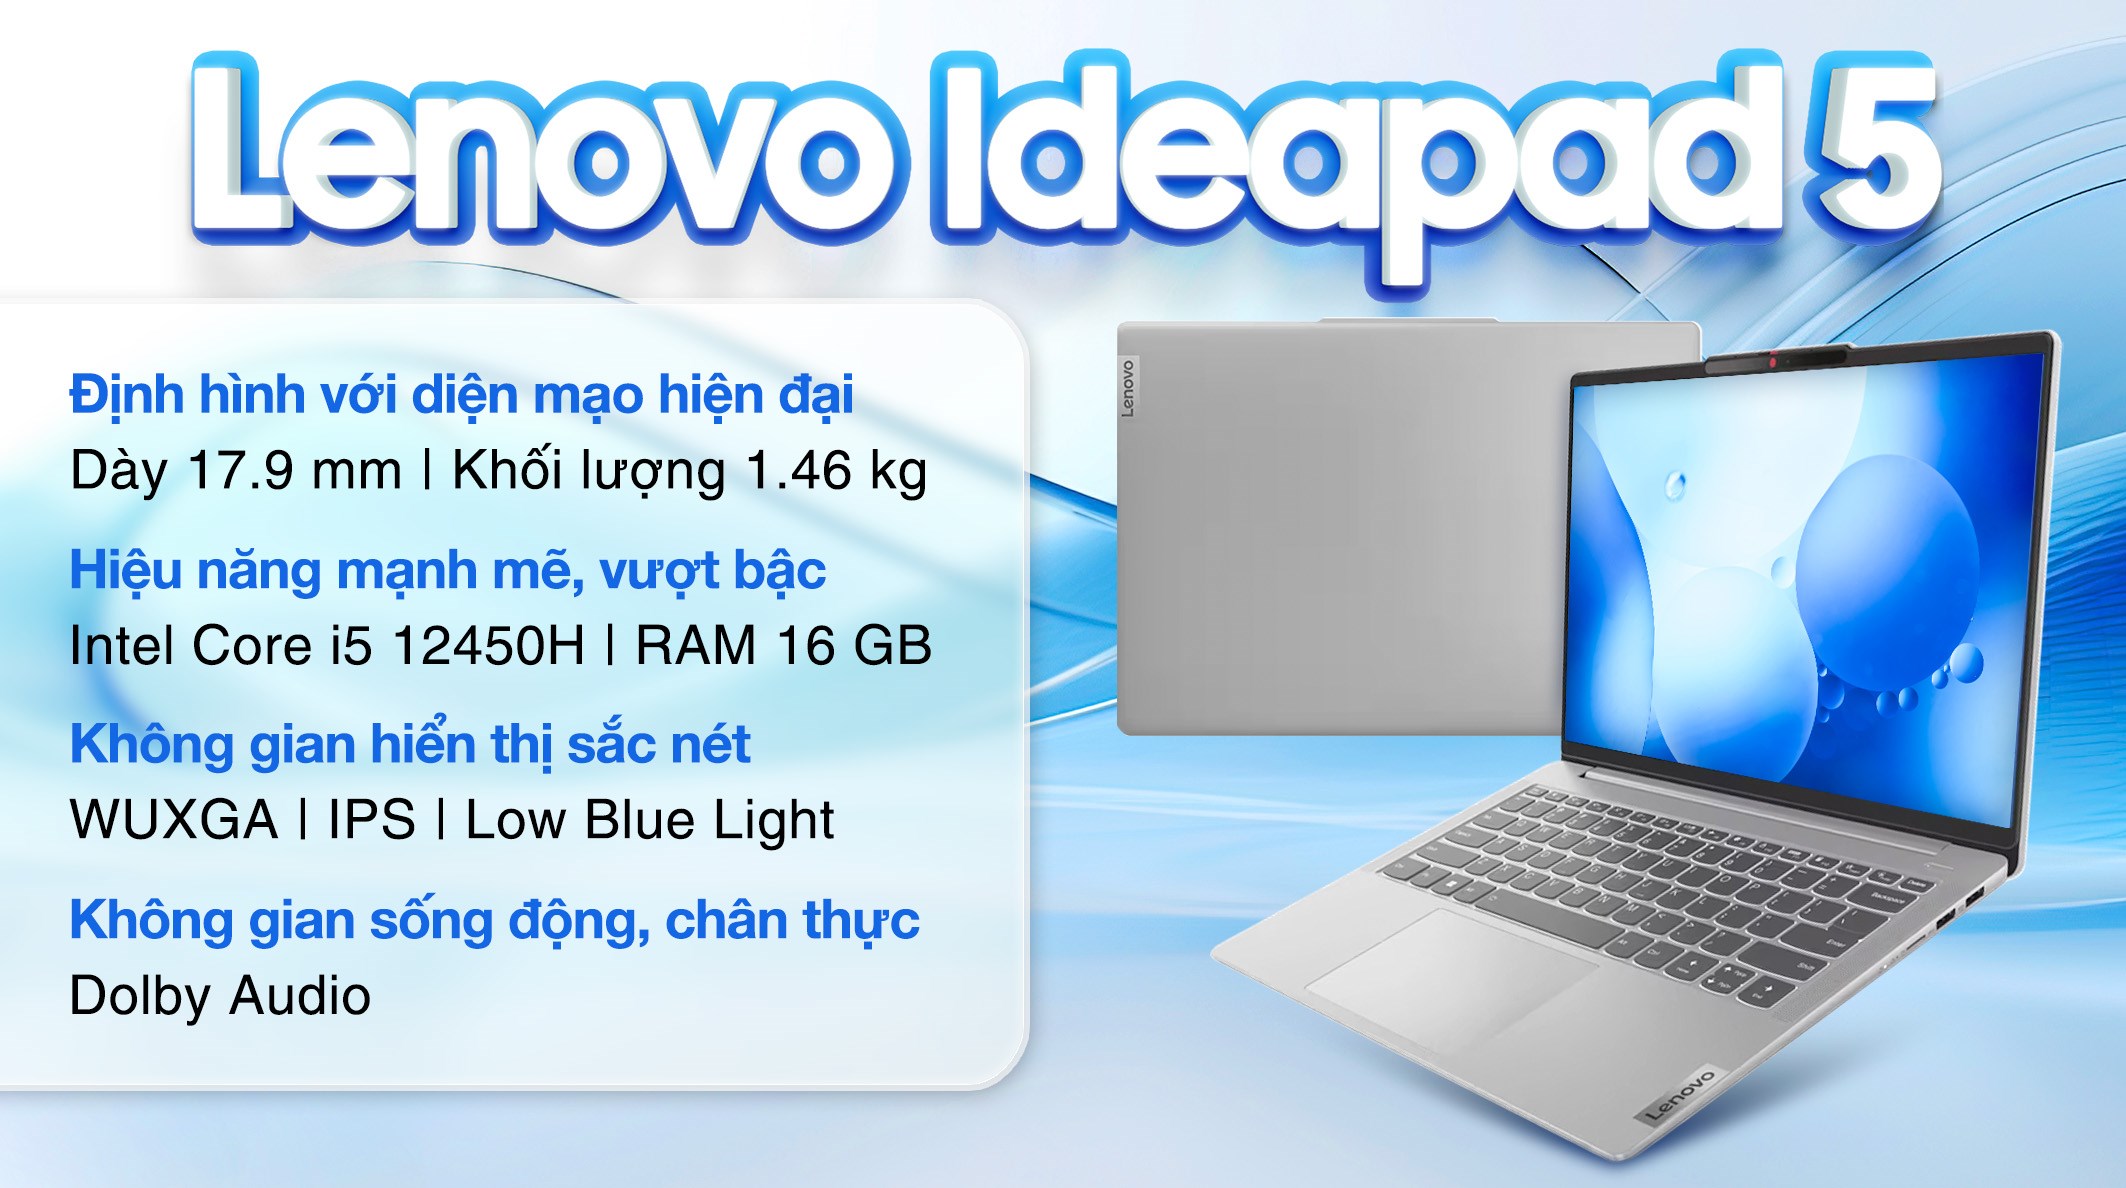 Lenovo Ideapad 5
Định hình với diện mạo hiện đại
Dày 17.9 mm | Khối lượng 1.46 kg
Hiệu năng mạnh mẽ, vượt bậc
Intel Core i5 12450H | RAM 16 GB
Không gian hiển thị sắc nét
WUXGA | IPS | Low Blue Light
Không gian sống động, chân thực
Dolby Audio
Lenovo
Lenovo